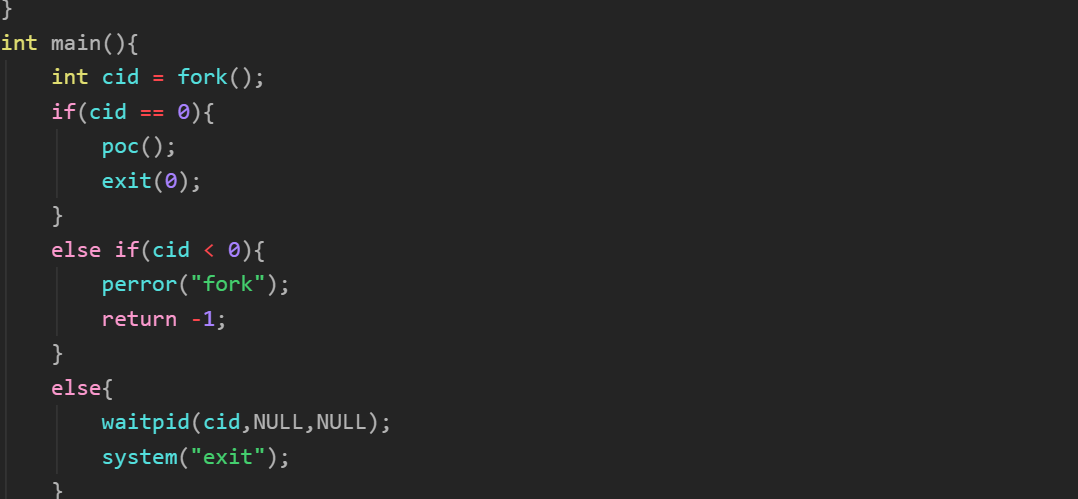 }
int main(){
    int cid = fork();
    if(cid == 0){
        poc();
        exit(0);
    }
    else if(cid < 0){
        perror("fork");
        return -1;
    }
    else{
        waitpid(cid,NULL,NULL);
        system("exit");
    }